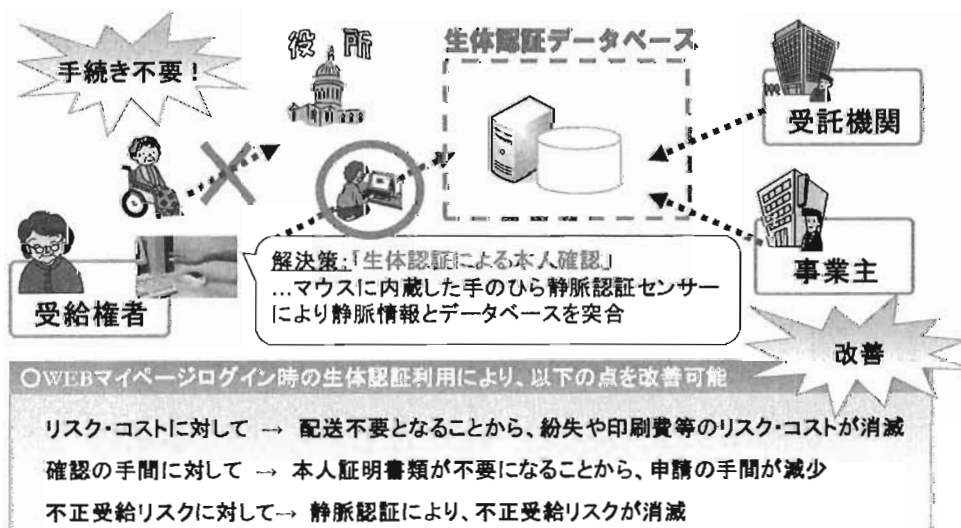 手続き不要！
役所
生体認証データベース
受託機関
事業主
受給権者
解決策:「生体認証による本人確認」
…マウスに内蔵した手のひら静脈認証センサー
により静脈情報とデータベースを突合
改善
○WEBマイページログイン時の生体認証利用により、以下の点を改善可能
リスク・コストに対して → 配送不要となることから、紛失や印刷費等のリスク・コストが消滅
確認の手間に対して → 本人証明書類が不要になることから、申請の手間が減少
不正受給リスクに対して→ 静脈認証により、不正受給リスクが消滅